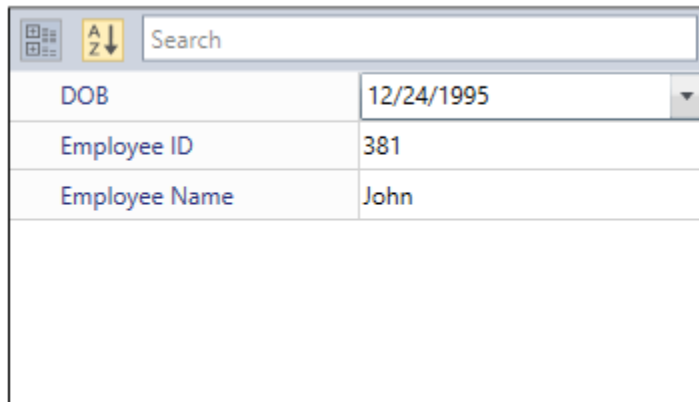 A
Z
Search
DOB 12/24/1995
Employee ID 381
Employee Name John